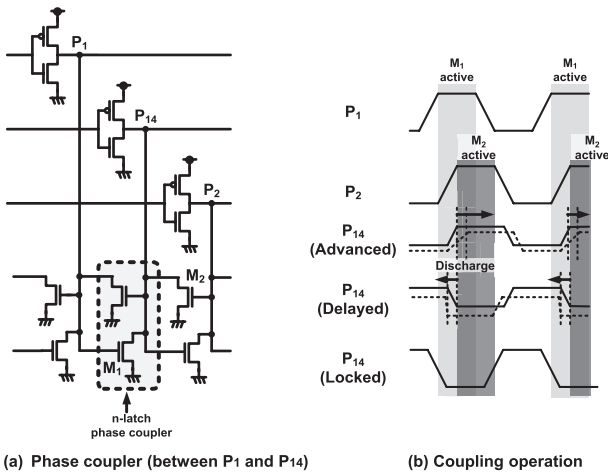 P1
P14
P2
M2
M1
n-latch
phase coupler
(a) Phase coupler (between P1 and P14)
M1
active
M1
active
P1
M2
active
M2
active
P2
P14
(Advanced)
Discharge
P14
(Delayed)
P14
(Locked)
(b) Coupling operation